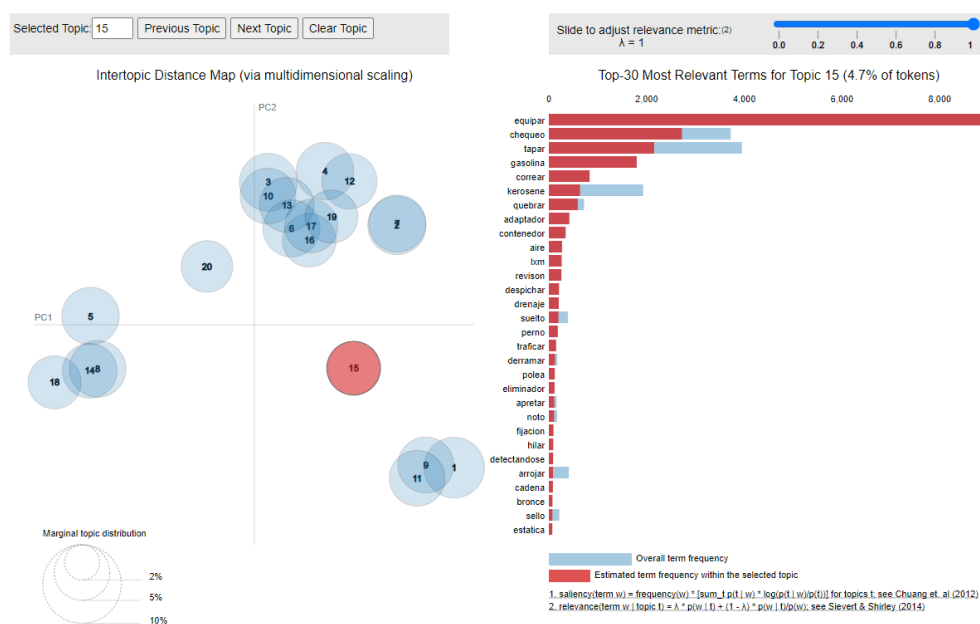 Selected Topic: 15 Previous Topic Next Topic Clear Topic
Slide to adjust relevance metric:(2)
λ = 1
0.0 0.2 0.4 0.6 0.8 1
Intertopic Distance Map (via multidimensional scaling)
PC2
PC1
3
4
12
10
13
19
6
17
16
2
20
5
14
8
18
15
9
1
11
Marginal topic distribution
2%
5%
10%
Top-30 Most Relevant Terms for Topic 15 (4.7% of tokens)
0 2,000 4,000 6,000 8,000
equipar
chequeo
tapar
gasolina
correar
kerosene
quebrar
adaptador
contenedor
aire
lxm
revison
despichar
drenaje
suelto
perno
traficar
derramar
polea
eliminador
apretar
noto
fijacion
hilar
detectandose
arrojar
cadena
bronce
sello
estatica
Overall term frequency
Estimated term frequency within the selected topic
1. saliency(term w) = frequency(w) * [sum_t p(t | w) * log(p(t | w)/p(t))] for topics t; see Chuang et. al (2012)
2. relevance(term w | topic t) = λ * p(w | t) + (1 - λ) * p(w | t)/p(w); see Sievert & Shirley (2014)